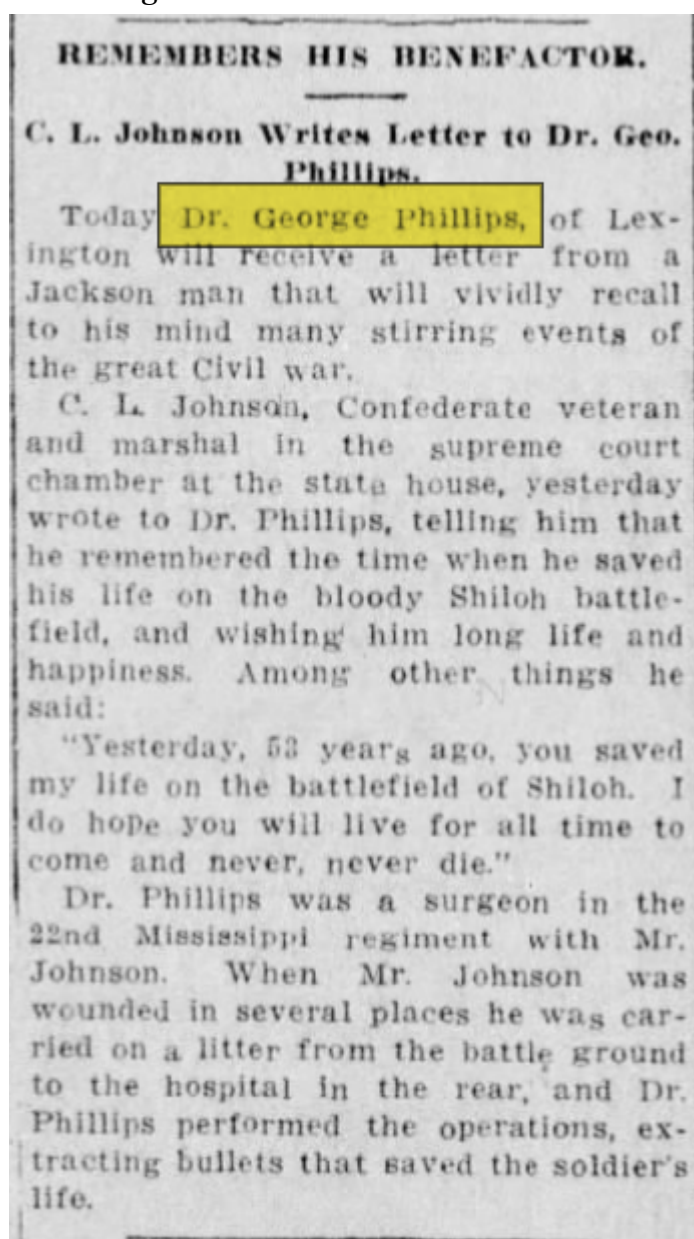 REMEMBERS HIS BENEFACTOR.
C. L. Johnson Writes Letter to Dr. Geo.
Phillips.
Today Dr. George Phillips, of Lex-
ington will receive a letter from a
Jackson man that will vividly recall
to his mind many stirring events of
the great Civil war.
C. L. Johnson, Confederate veteran
and marshal in the supreme court
chamber at the state house, yesterday
wrote to Dr. Phillips, telling him that
he remembered the time when he saved
his life on the bloody Shiloh battle-
field, and wishing him long life and
happiness. Among other things he
said:
"Yesterday, 53 years ago, you saved
my life on the battlefield of Shiloh. I
do hope you will live for all time to
come and never, never die."
Dr. Phillips was a surgeon in the
22nd Mississippi regiment with Mr.
Johnson. When Mr. Johnson was
wounded in several places he was car-
ried on a litter from the battle ground
to the hospital in the rear, and Dr.
Phillips performed the operations, ex-
tracting bullets that saved the soldier's
life.